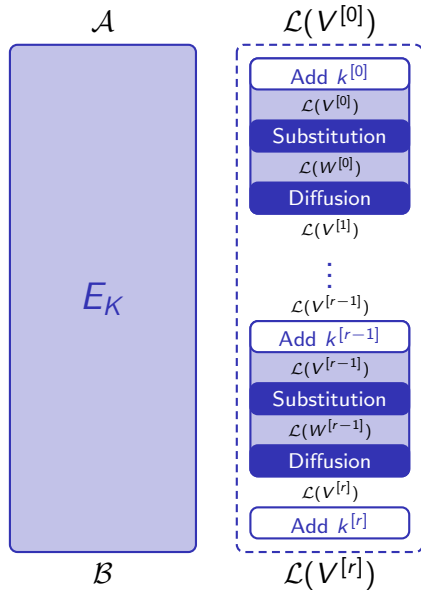 𝒜
E_K
ℬ
ℒ(V^[0])
Add k^[0]
ℒ(V^[0])
Substitution
ℒ(W^[0])
Diffusion
ℒ(V^[1])
⋮
ℒ(V^[r−1])
Add k^[r−1]
ℒ(V^[r−1])
Substitution
ℒ(W^[r−1])
Diffusion
ℒ(V^[r])
Add k^[r]
ℒ(V^[r])